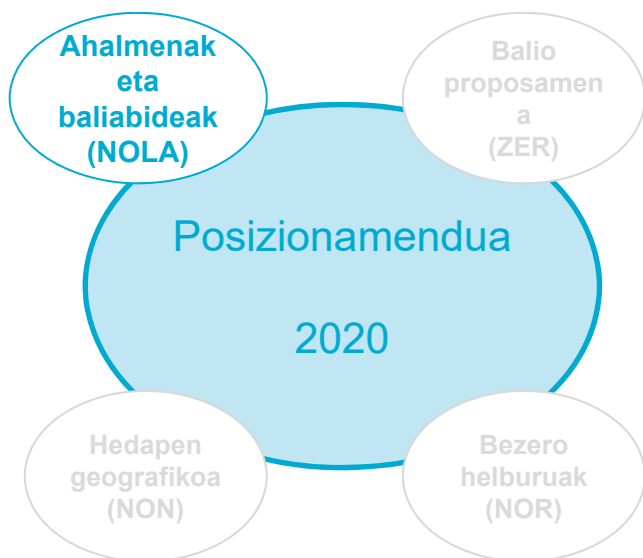 Ahalmenak
eta
baliabideak
(NOLA)
Balio
proposamen
a
(ZER)
Posizionamendua
2020
Hedapen
geografikoa
(NON)
Bezero
helburuak
(NOR)